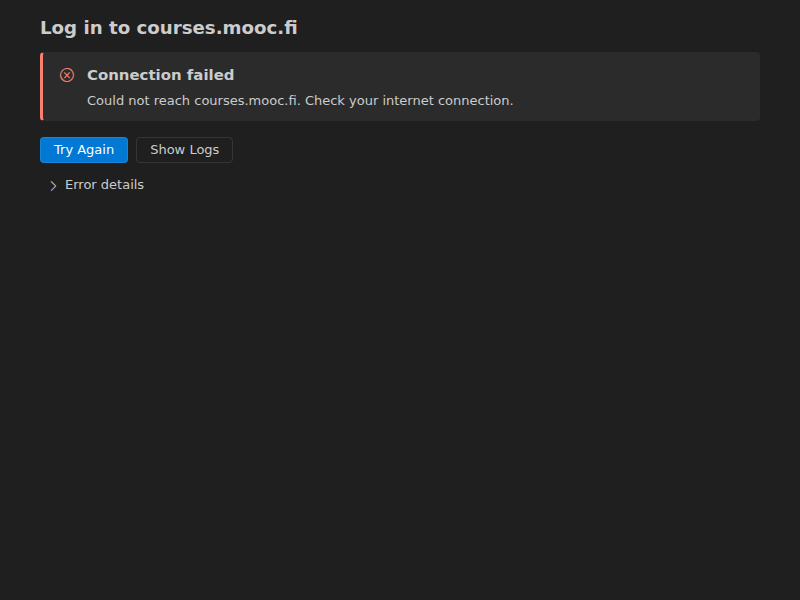 Log in to courses.mooc.fi
Connection failed
Could not reach courses.mooc.fi. Check your internet connection.
Try Again
Show Logs
Error details